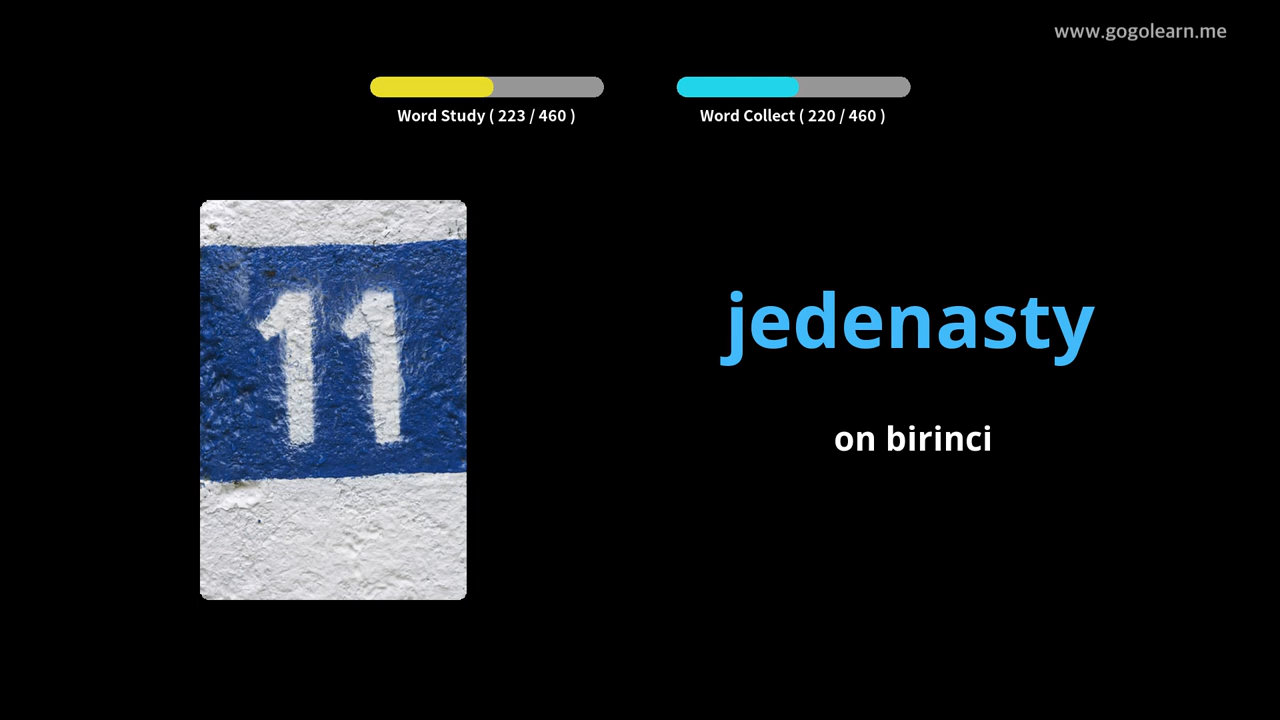 www.gogolearn.me
Word Study ( 223 / 460 )
Word Collect ( 220 / 460 )
11
jedenasty
on birinci